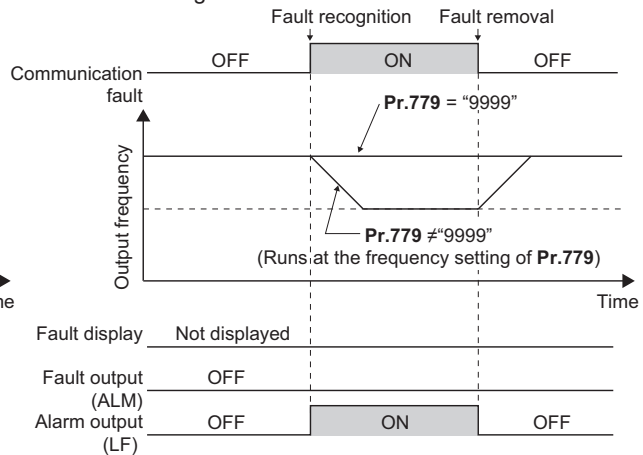 Fault recognition
Fault removal
OFF
ON
OFF
Communication
fault
Pr.779 = “9999”
Output frequency
Pr.779 ≠“9999”
(Runs at the frequency setting of Pr.779)
Time
Fault display
Not displayed
Fault output
(ALM)
OFF
Alarm output
(LF)
OFF
ON
OFF